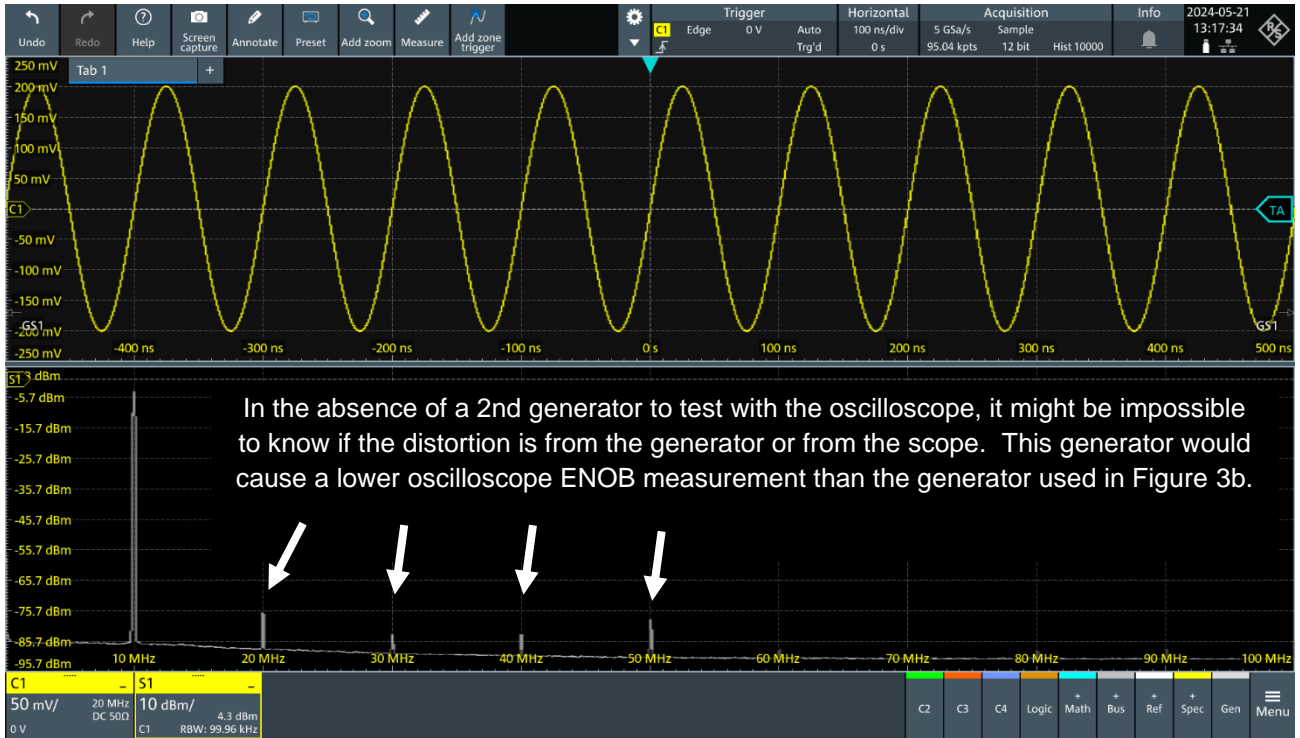 Undo
Redo
Help
Screen
capture
Annotate
Preset
Add zoom
Measure
Add zone
trigger
C1
Trigger
Edge 0 V Auto
Trg'd
Horizontal
100 ns/div
0 s
Acquisition
5 GSa/s Sample
95.04 kpts 12 bit Hist 10000
Info
2024-05-21
13:17:34
R&S
Tab 1 +
250 mV
200 mV
150 mV
100 mV
50 mV
C1
TA
-50 mV
-100 mV
-150 mV
GS1
GS1
-200 mV
-250 mV
-400 ns
-300 ns
-200 ns
-100 ns
0 s
100 ns
200 ns
300 ns
400 ns
500 ns
S1
-5.7 dBm
-15.7 dBm
-25.7 dBm
-35.7 dBm
-45.7 dBm
-55.7 dBm
-65.7 dBm
-75.7 dBm
-85.7 dBm
-95.7 dBm
In the absence of a 2nd generator to test with the oscilloscope, it might be impossible
to know if the distortion is from the generator or from the scope. This generator would
cause a lower oscilloscope ENOB measurement than the generator used in Figure 3b.
10 MHz
20 MHz
30 MHz
40 MHz
50 MHz
60 MHz
70 MHz
80 MHz
90 MHz
100 MHz
C1
50 mV/ 20 MHz
DC 50Ω
0 V
S1
10 dBm/
4.3 dBm
C1 RBW: 99.96 kHz
C2
C3
C4
Logic
+
Math
+
Bus
+
Ref
+
Spec
Gen
Menu